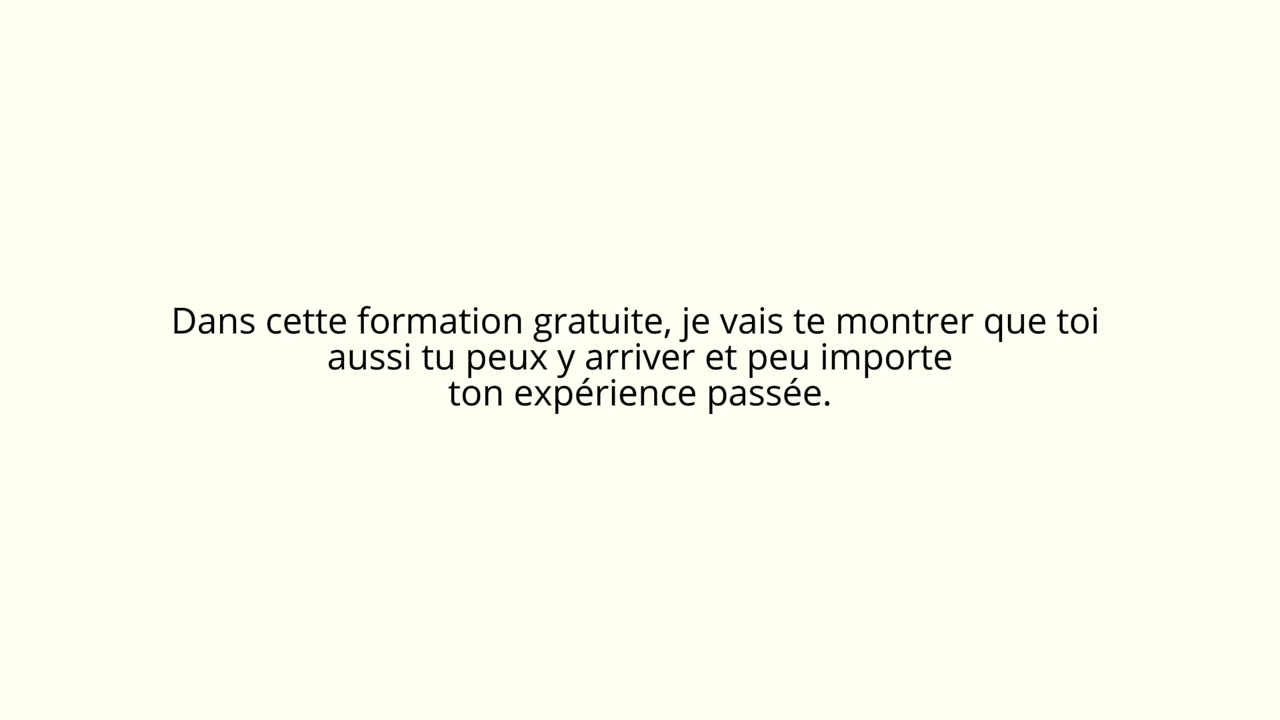 Dans cette formation gratuite, je vais te montrer que toi
aussi tu peux y arriver et peu importe
ton expérience passée.